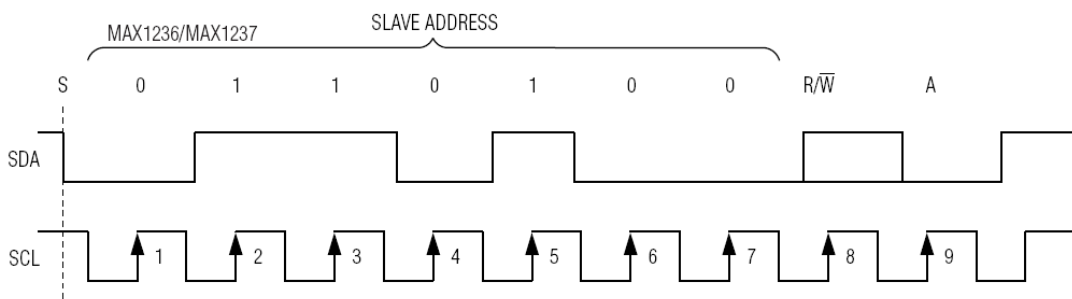 SLAVE ADDRESS
MAX1236/MAX1237
S 0 1 1 0 1 0 0 R/W̅ A
SDA
SCL 1 2 3 4 5 6 7 8 9